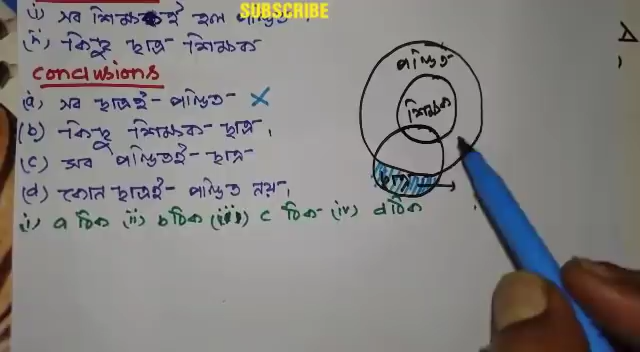 SUBSCRIBE
i) সব শিক্ষকই হল পণ্ডিত।
(ii) কিছু ছাত্র শিক্ষক
Conclusions
(a) সব ছাত্রই- পণ্ডিত- X
(b) কিছু শিক্ষক- ছাত্র।
(c) সব পণ্ডিতই- ছাত্র
(d) কোন ছাত্রই- পণ্ডিত নয়।
i) a ঠিক (ii) b ঠিক (iii) c ঠিক- (iv) d ঠিক
পণ্ডিত
শিক্ষক